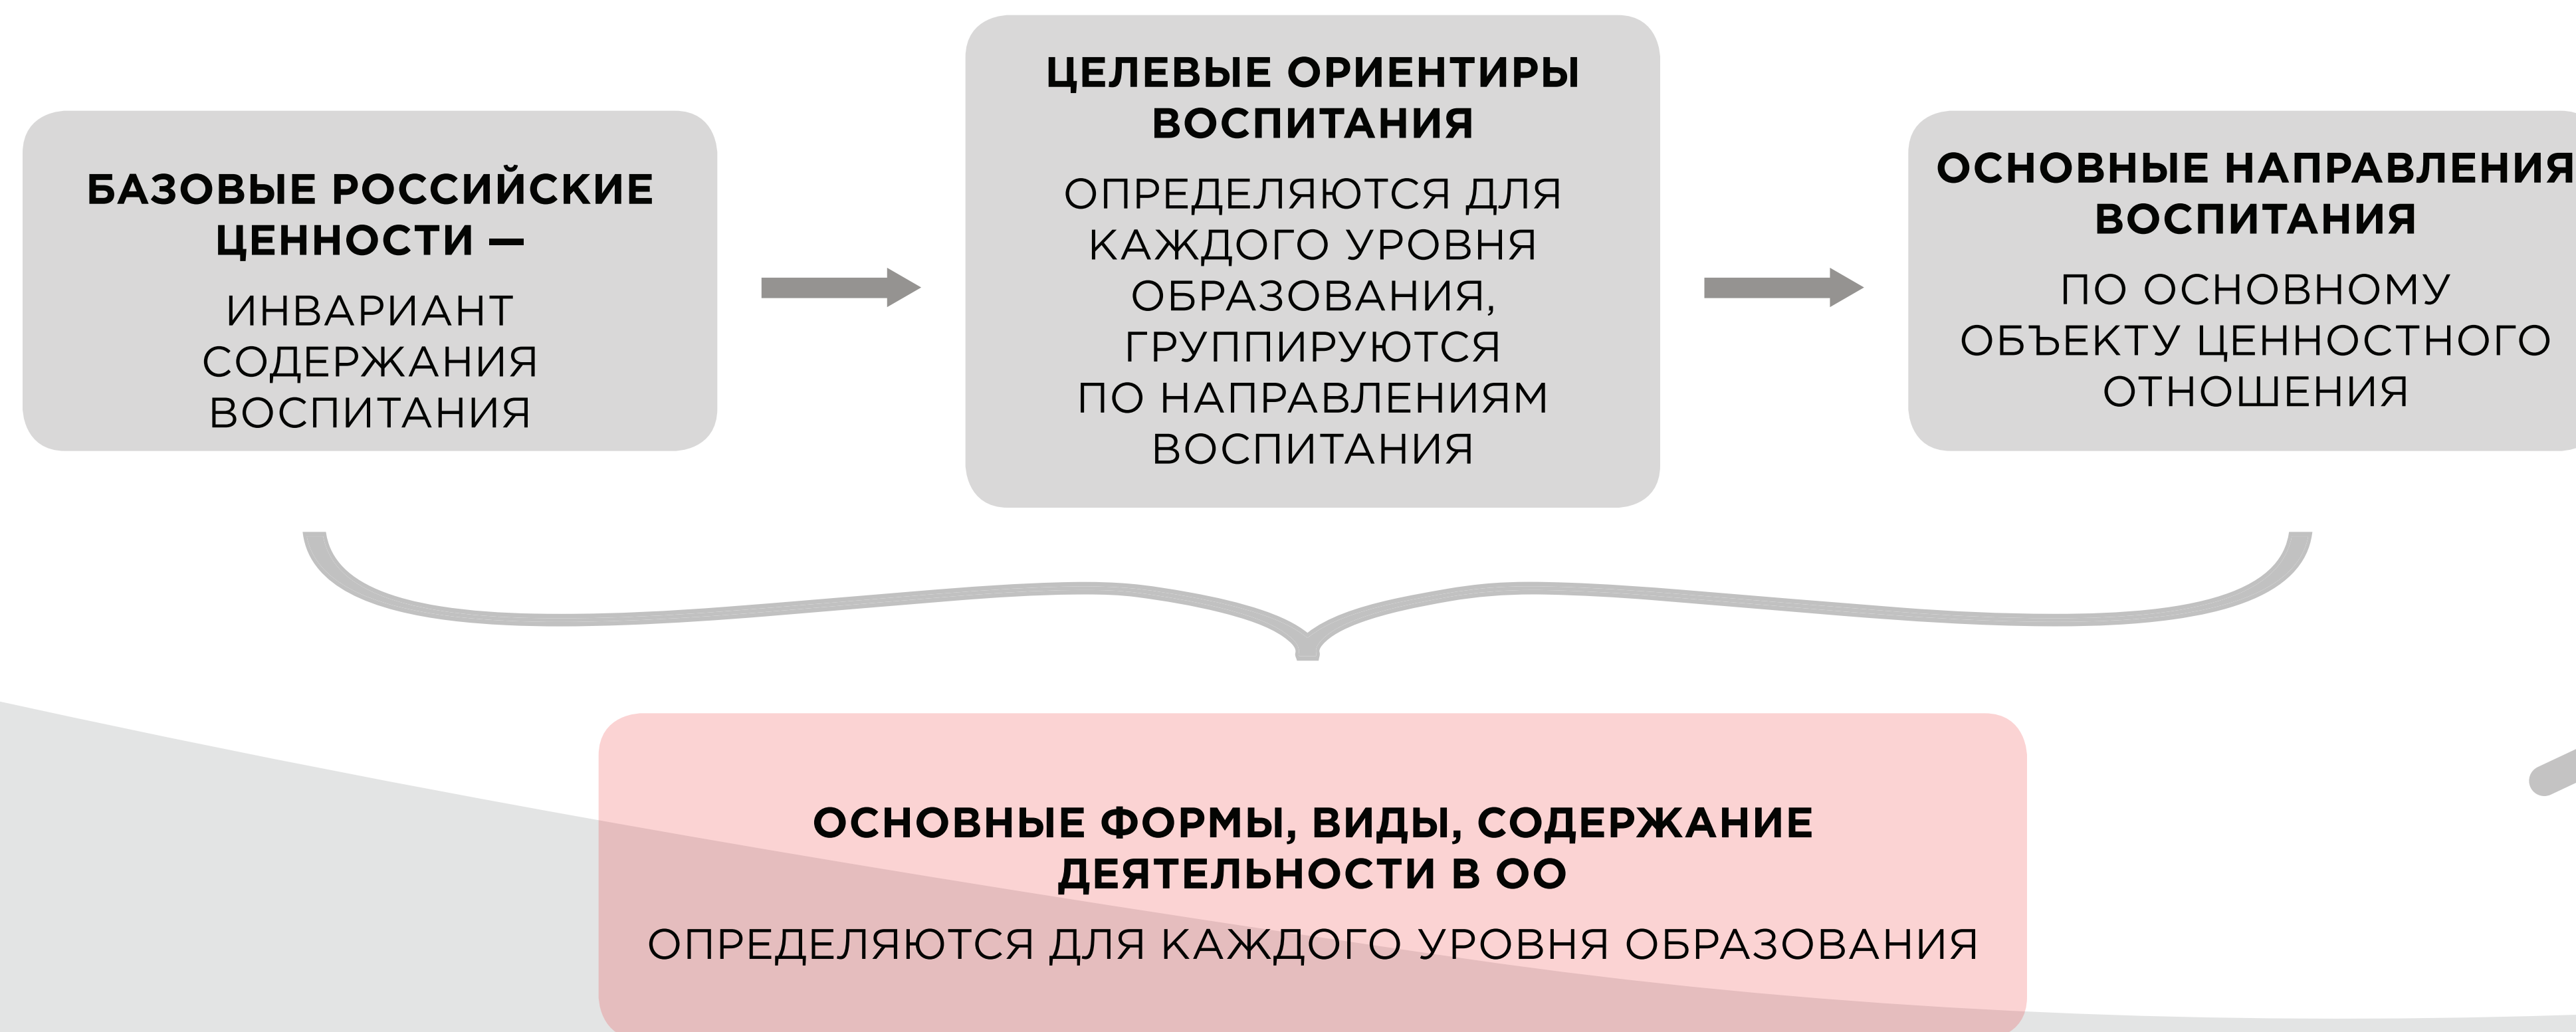 БАЗОВЫЕ РОССИЙСКИЕ
ЦЕННОСТИ —
ИНВАРИАНТ
СОДЕРЖАНИЯ
ВОСПИТАНИЯ
ЦЕЛЕВЫЕ ОРИЕНТИРЫ
ВОСПИТАНИЯ
ОПРЕДЕЛЯЮТСЯ ДЛЯ
КАЖДОГО УРОВНЯ
ОБРАЗОВАНИЯ,
ГРУППИРУЮТСЯ
ПО НАПРАВЛЕНИЯМ
ВОСПИТАНИЯ
ОСНОВНЫЕ НАПРАВЛЕНИЯ
ВОСПИТАНИЯ
ПО ОСНОВНОМУ
ОБЪЕКТУ ЦЕННОСТНОГО
ОТНОШЕНИЯ
ОСНОВНЫЕ ФОРМЫ, ВИДЫ, СОДЕРЖАНИЕ
ДЕЯТЕЛЬНОСТИ В ОО
ОПРЕДЕЛЯЮТСЯ ДЛЯ КАЖДОГО УРОВНЯ ОБРАЗОВАНИЯ